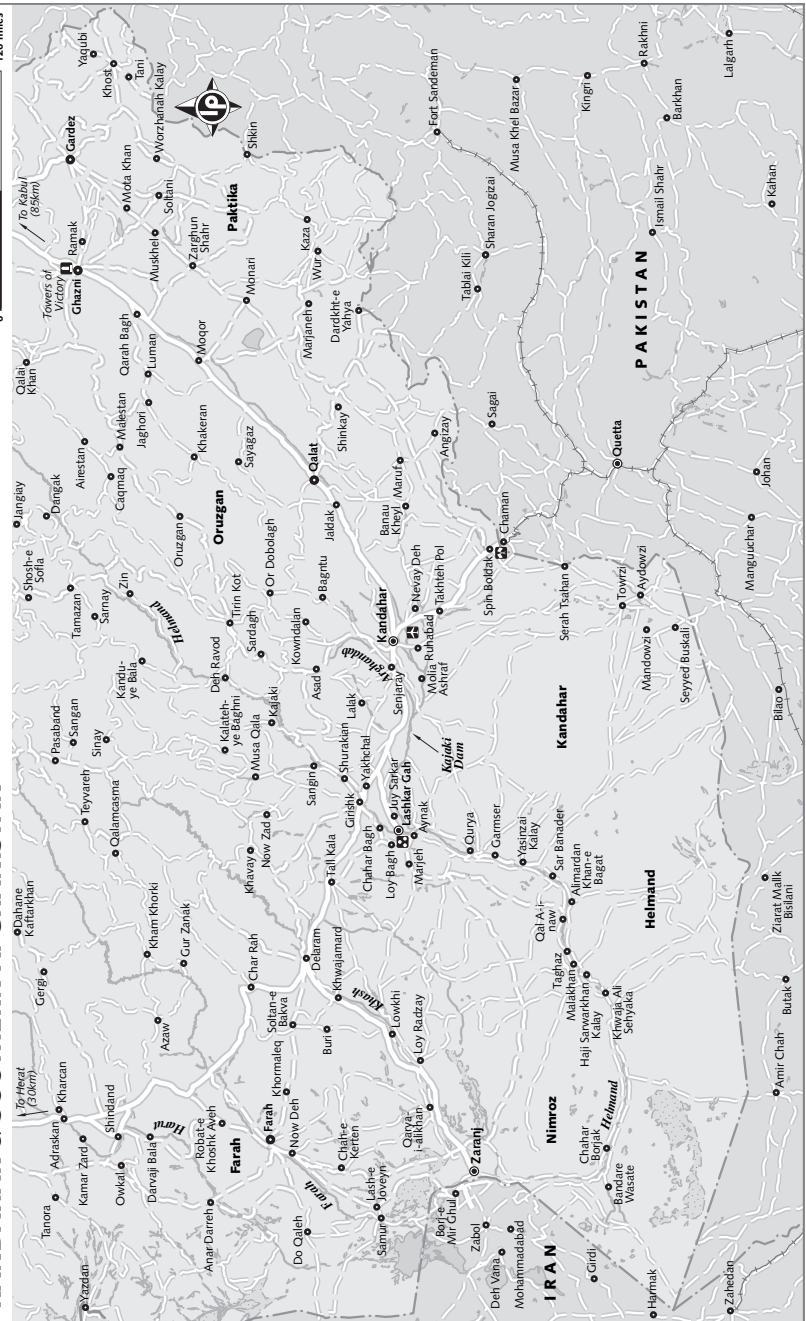 To Herat
(30km)
Dahane
Kaftarkhan
Shosh-e
Sofla
Jangiay
Qalai
Khan
To Kabul
(85km)
Tanora
Adraskan
Kharcan
Gergi
Pasaband
Sangan
Tamazan
Dangak
Airestan
Towers of
Victory
Ghazni
Ramak
Gardez
Yaqubi
Khost
Tani
Yazdan
Kamar Zard
Owkal
Shindand
Darvaji Bala
Harut
Azaw
Kham Khorki
Gur Zanak
Teyvareh
Qalamcasma
Sinay
Sarnay
Zin
Helmand
Kandu-
ye Bala
Caqmaq
Malestan
Jaghori
Luman
Qarah Bagh
Mota Khan
Soltani
Muskhel
Worzhanah Kalay
Anar Darreh
Robat-e
Khoshk Aveh
Farah
Char Rah
Kalateh-
ye Baghni
Deh Ravod
Tirin Kot
Oruzgan
Oruzgan
Khakeran
Sayagaz
Moqor
Zarghun
Shahr
Paktika
Monari
Shkin
LP
Farah
Now Deh
Khormaleq
Soltan-e
Bakva
Khavay
Now Zad
Musa Qala
Kajaki
Sardagh
Or Dobolagh
Do Qaleh
Farah
Chah-e
Kerten
Buri
Delaram
Khwajamard
Tall Kala
Sangin
Asad
Kowndalan
Bagntu
Jaldak
Qalat
Shinkay
Marjaneh
Dardkht-e
Yahya
Wur
Kaza
Lash-e
Joveyn
Samur
Khash
Lowkhi
Loy Radzay
Girishk
Shurakian
Yakhchal
Lalak
Arghandab
Senjaray
Kandahar
Banau
Kheyl
Maruf
Angizay
Borj-e
Mir Ghul
Zaranj
Qarya-
i-alikhan
Chahar Bagh
Loy Bagh
Marjeh
Juy Sarkar
Lashkar Gah
Aynak
Kajaki
Dam
Molla
Ashraf
Ruhabad
Nevay Deh
Takhteh Pol
Fort Sandeman
Zabol
Deh Vana
Mohammadabad
Nimroz
Qurya
Garmser
Yasinzai
Kalay
Spin Boldak
Chaman
Sagai
Tablai Kili
Sharan Jogizai
Musa Khel Bazar
IRAN
Girdi
Chahar
Borjak
Bandare
Wasate
Helmand
Taghaz
Malakhan
Haji Sarwarkhan
Kalay
Khwaja Ali
Sehyaka
Qal A-i-
naw
Alimardan
Khan-e
Bagat
Sar Banader
Kandahar
Serah Tsahan
Kingri
Harmak
Helmand
Mandowzi
Seyyed Buskali
Towrzi
Aydowzi
Quetta
PAKISTAN
Ismail Shahr
Barkhan
Rakhni
Zahedan
Amir Chah
Butak
Ziarat Malik
Bisilani
Bilao
Manguuchar
Johan
Kahan
Lalgarh